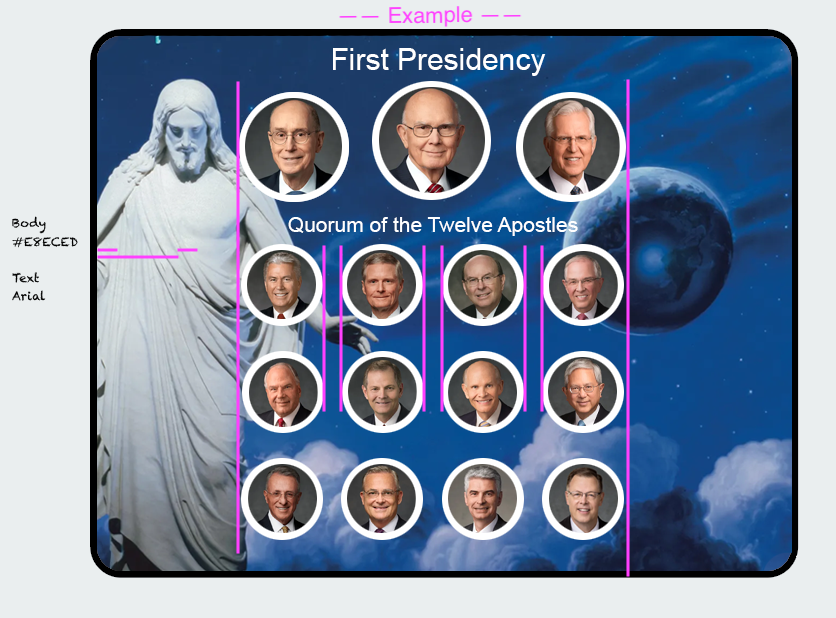 Example
First Presidency
Quorum of the Twelve Apostles
Body
#E8ECED
Text
Arial